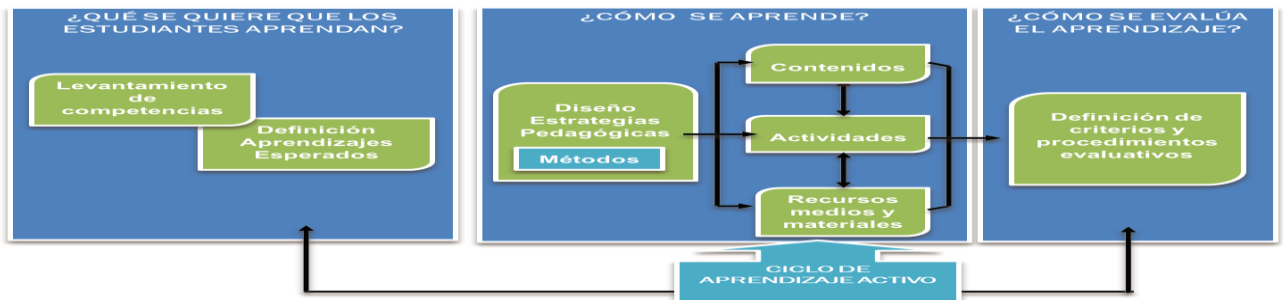 ¿QUÉ SE QUIERE QUE LOS
ESTUDIANTES APRENDAN?
Levantamiento
de
competencias
Definición
Aprendizajes
Esperados
¿CÓMO SE APRENDE?
Diseño
Estrategias
Pedagógicas
Métodos
Contenidos
Actividades
Recursos
medios y
materiales
¿CÓMO SE EVALÚA
EL APRENDIZAJE?
Definición de
criterios y
procedimientos
evaluativos
CICLO DE
APRENDIZAJE ACTIVO